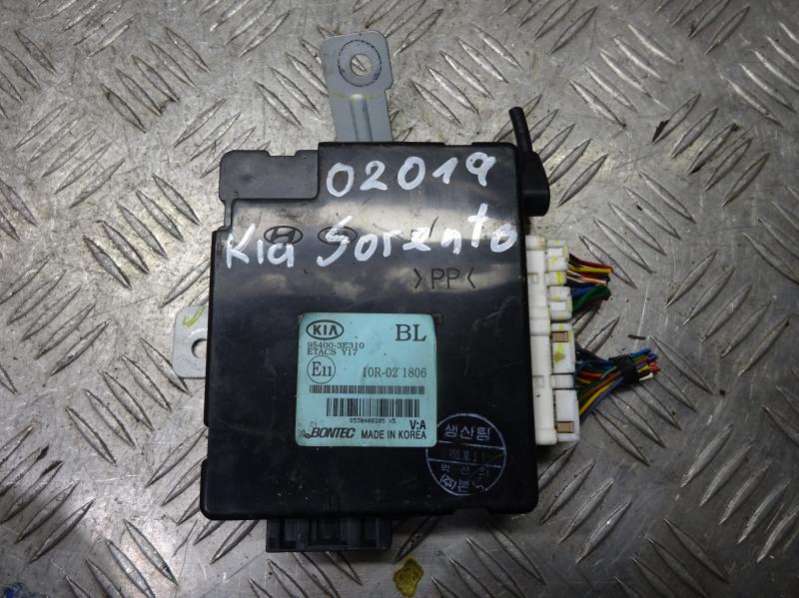 02019
Kia Sorento
>PP<
KIA
BL
95400-3E310
ETACS V17
E11
10R-02 1806
V:A
BONTEC MADE IN KOREA
생산팀